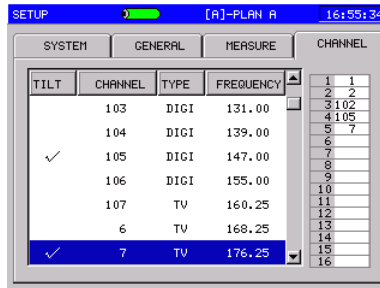 SETUP [A]-PLAN A 16:55:34
SYSTEM GENERAL MEASURE CHANNEL
TILT CHANNEL TYPE FREQUENCY
103 DIGI 131.00
104 DIGI 139.00
105 DIGI 147.00
106 DIGI 155.00
107 TV 160.25
6 TV 168.25
7 TV 176.25
1 1
2 2
3 102
4 105
5 7
6
7
8
9
10
11
12
13
14
15
16